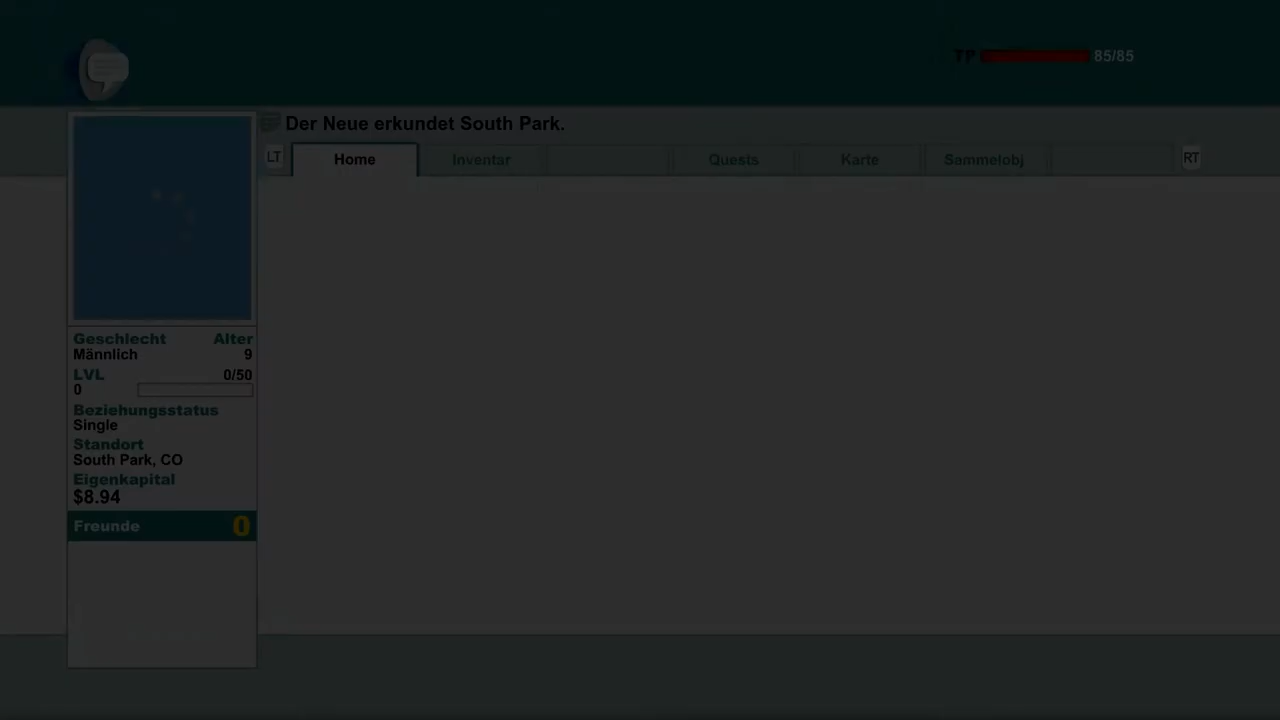 TP 85/85
Der Neue erkundet South Park.
LT Home Inventar Quests Karte Sammelobj RT
Geschlecht Alter
Männlich 9
LVL 0/50
0
Beziehungsstatus
Single
Standort
South Park, CO
Eigenkapital
$8.94
Freunde 0